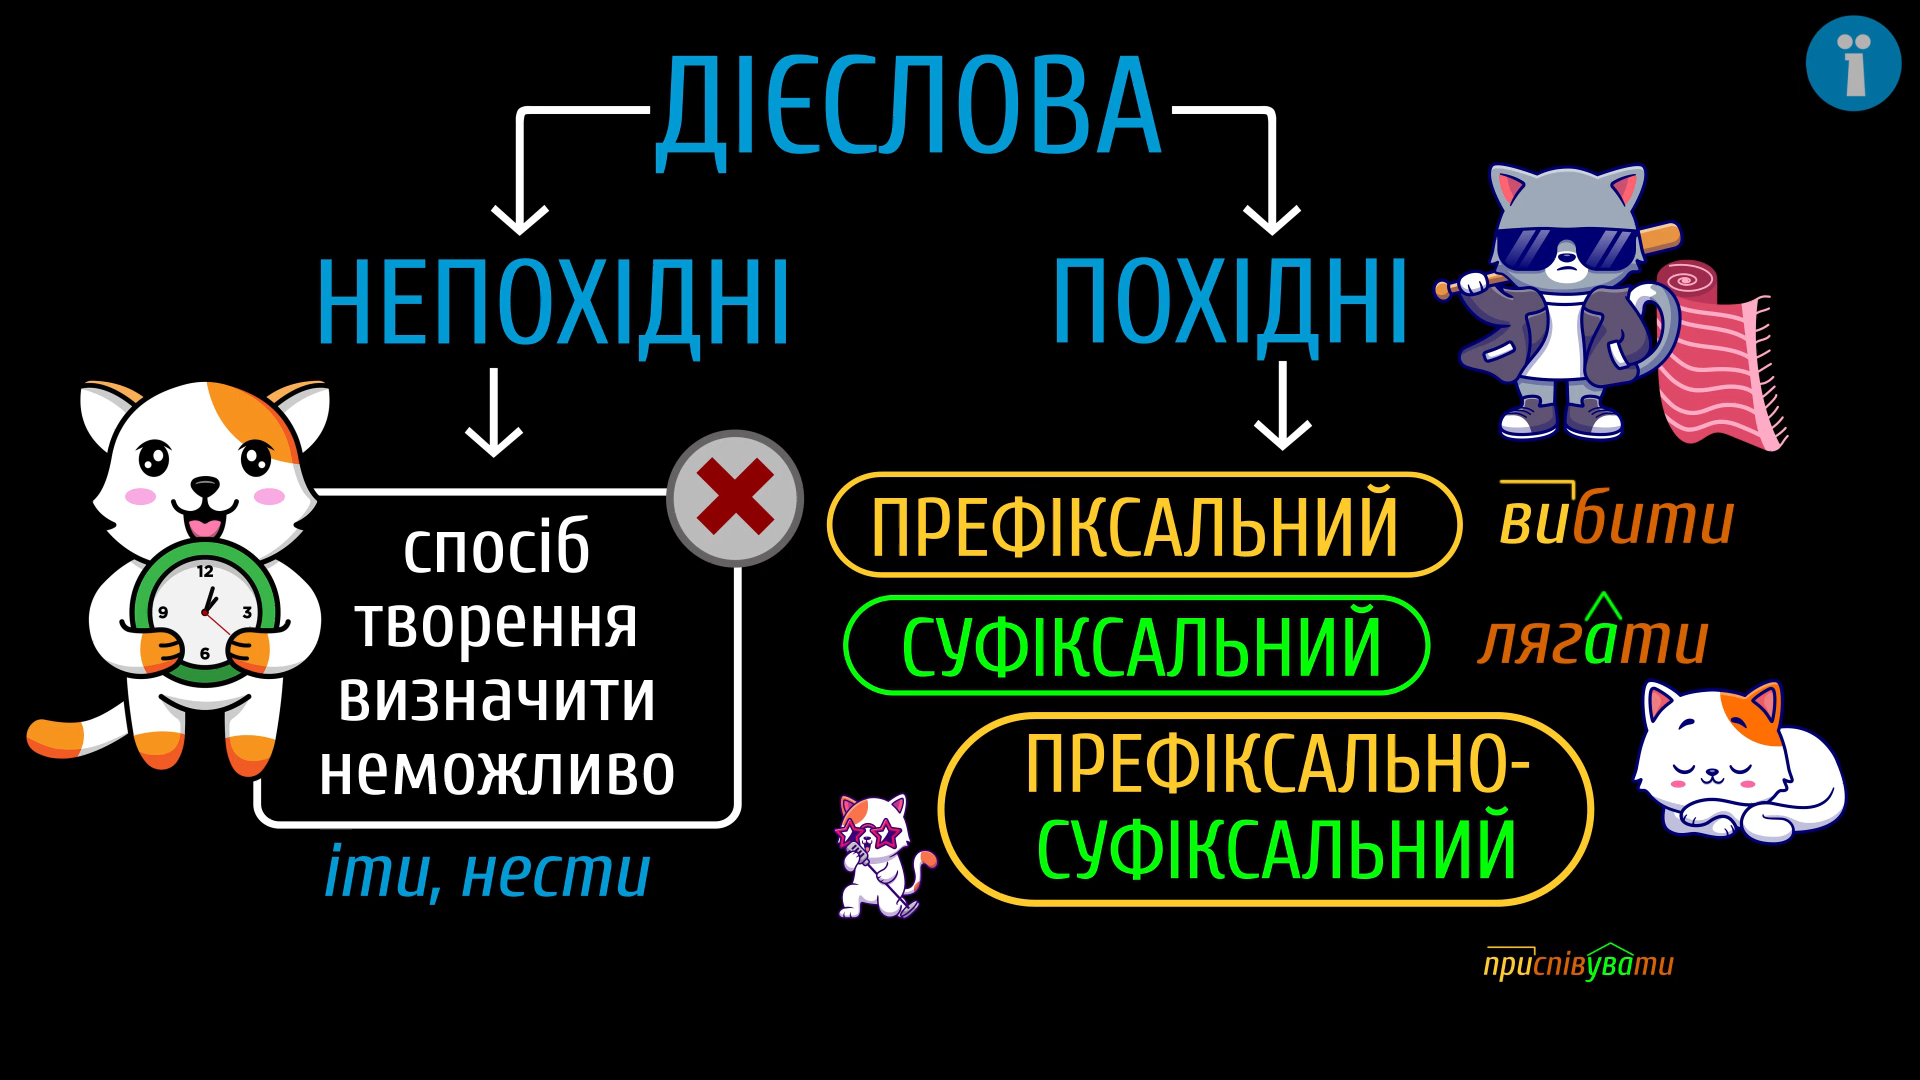 ї
ДІЄСЛОВА
НЕПОХІДНІ
ПОХІДНІ
спосіб
творення
визначити
неможливо
іти, нести
12
9
3
6
ПРЕФІКСАЛЬНИЙ
вибити
СУФІКСАЛЬНИЙ
лягати
ПРЕФІКСАЛЬНО-
СУФІКСАЛЬНИЙ
приспівувати